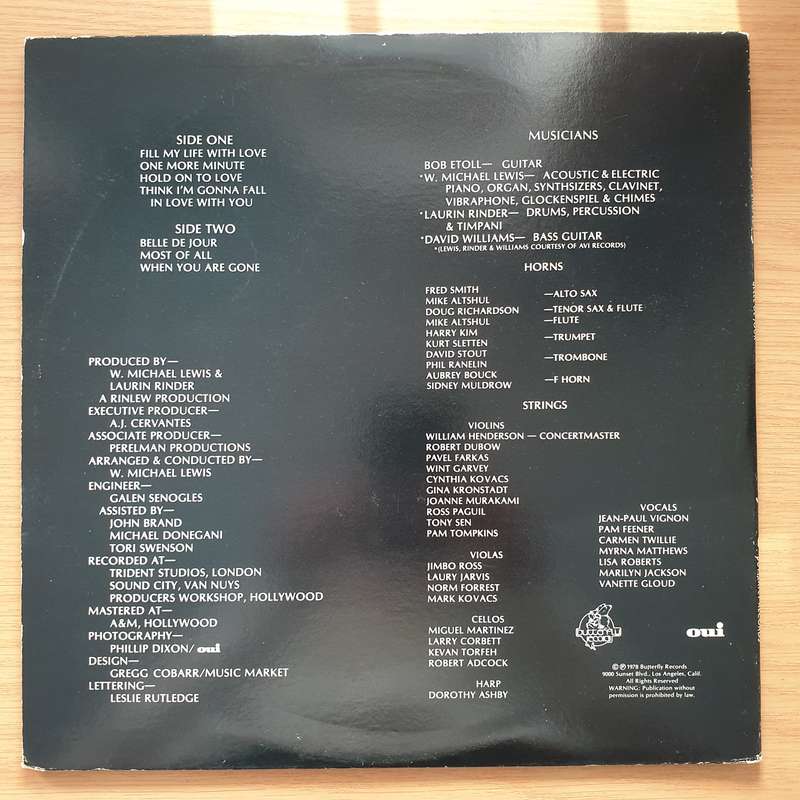 SIDE ONE
FILL MY LIFE WITH LOVE
ONE MORE MINUTE
HOLD ON TO LOVE
THINK I'M GONNA FALL
IN LOVE WITH YOU
SIDE TWO
BELLE DE JOUR
MOST OF ALL
WHEN YOU ARE GONE
PRODUCED BY—
W. MICHAEL LEWIS &
LAURIN RINDER
A RINLEW PRODUCTION
EXECUTIVE PRODUCER—
A.J. CERVANTES
ASSOCIATE PRODUCER—
PERELMAN PRODUCTIONS
ARRANGED & CONDUCTED BY—
W. MICHAEL LEWIS
ENGINEER—
GALEN SENOGLES
ASSISTED BY—
JOHN BRAND
MICHAEL DONEGANI
TORI SWENSON
RECORDED AT—
TRIDENT STUDIOS, LONDON
SOUND CITY, VAN NUYS
PRODUCERS WORKSHOP, HOLLYWOOD
MASTERED AT—
A&M, HOLLYWOOD
PHOTOGRAPHY—
PHILLIP DIXON/oui
DESIGN—
GREGG COBARR/MUSIC MARKET
LETTERING—
LESLIE RUTLEDGE
MUSICIANS
BOB ETOLL— GUITAR
*W. MICHAEL LEWIS— ACOUSTIC & ELECTRIC
PIANO, ORGAN, SYNTHSIZERS, CLAVINET,
VIBRAPHONE, GLOCKENSPIEL & CHIMES
*LAURIN RINDER— DRUMS, PERCUSSION
& TIMPANI
*DAVID WILLIAMS— BASS GUITAR
*(LEWIS, RINDER & WILLIAMS COURTESY OF AVI RECORDS)
HORNS
FRED SMITH
MIKE ALTSHUL —ALTO SAX
DOUG RICHARDSON —TENOR SAX & FLUTE
MIKE ALTSHUL —FLUTE
HARRY KIM
KURT SLETTEN —TRUMPET
DAVID STOUT
PHIL RANELIN —TROMBONE
AUBREY BOUCK
SIDNEY MULDROW —F HORN
STRINGS
VIOLINS
WILLIAM HENDERSON — CONCERTMASTER
ROBERT DUBOW
PAVEL FARKAS
WINT GARVEY
CYNTHIA KOVACS
GINA KRONSTADT
JOANNE MURAKAMI
ROSS PAGUIL
TONY SEN
PAM TOMPKINS
VIOLAS
JIMBO ROSS
LAURY JARVIS
NORM FORREST
MARK KOVACS
CELLOS
MIGUEL MARTINEZ
LARRY CORBETT
KEVAN TORFEH
ROBERT ADCOCK
HARP
DOROTHY ASHBY
VOCALS
JEAN-PAUL VIGNON
PAM FEENER
CARMEN TWILLIE
MYRNA MATTHEWS
LISA ROBERTS
MARILYN JACKSON
VANETTE GLOUD
butterfly
records
oui
© ℗ 1978 Butterfly Records
9000 Sunset Blvd., Los Angeles, Calif.
All Rights Reserved
WARNING: Publication without
permission is prohibited by law.